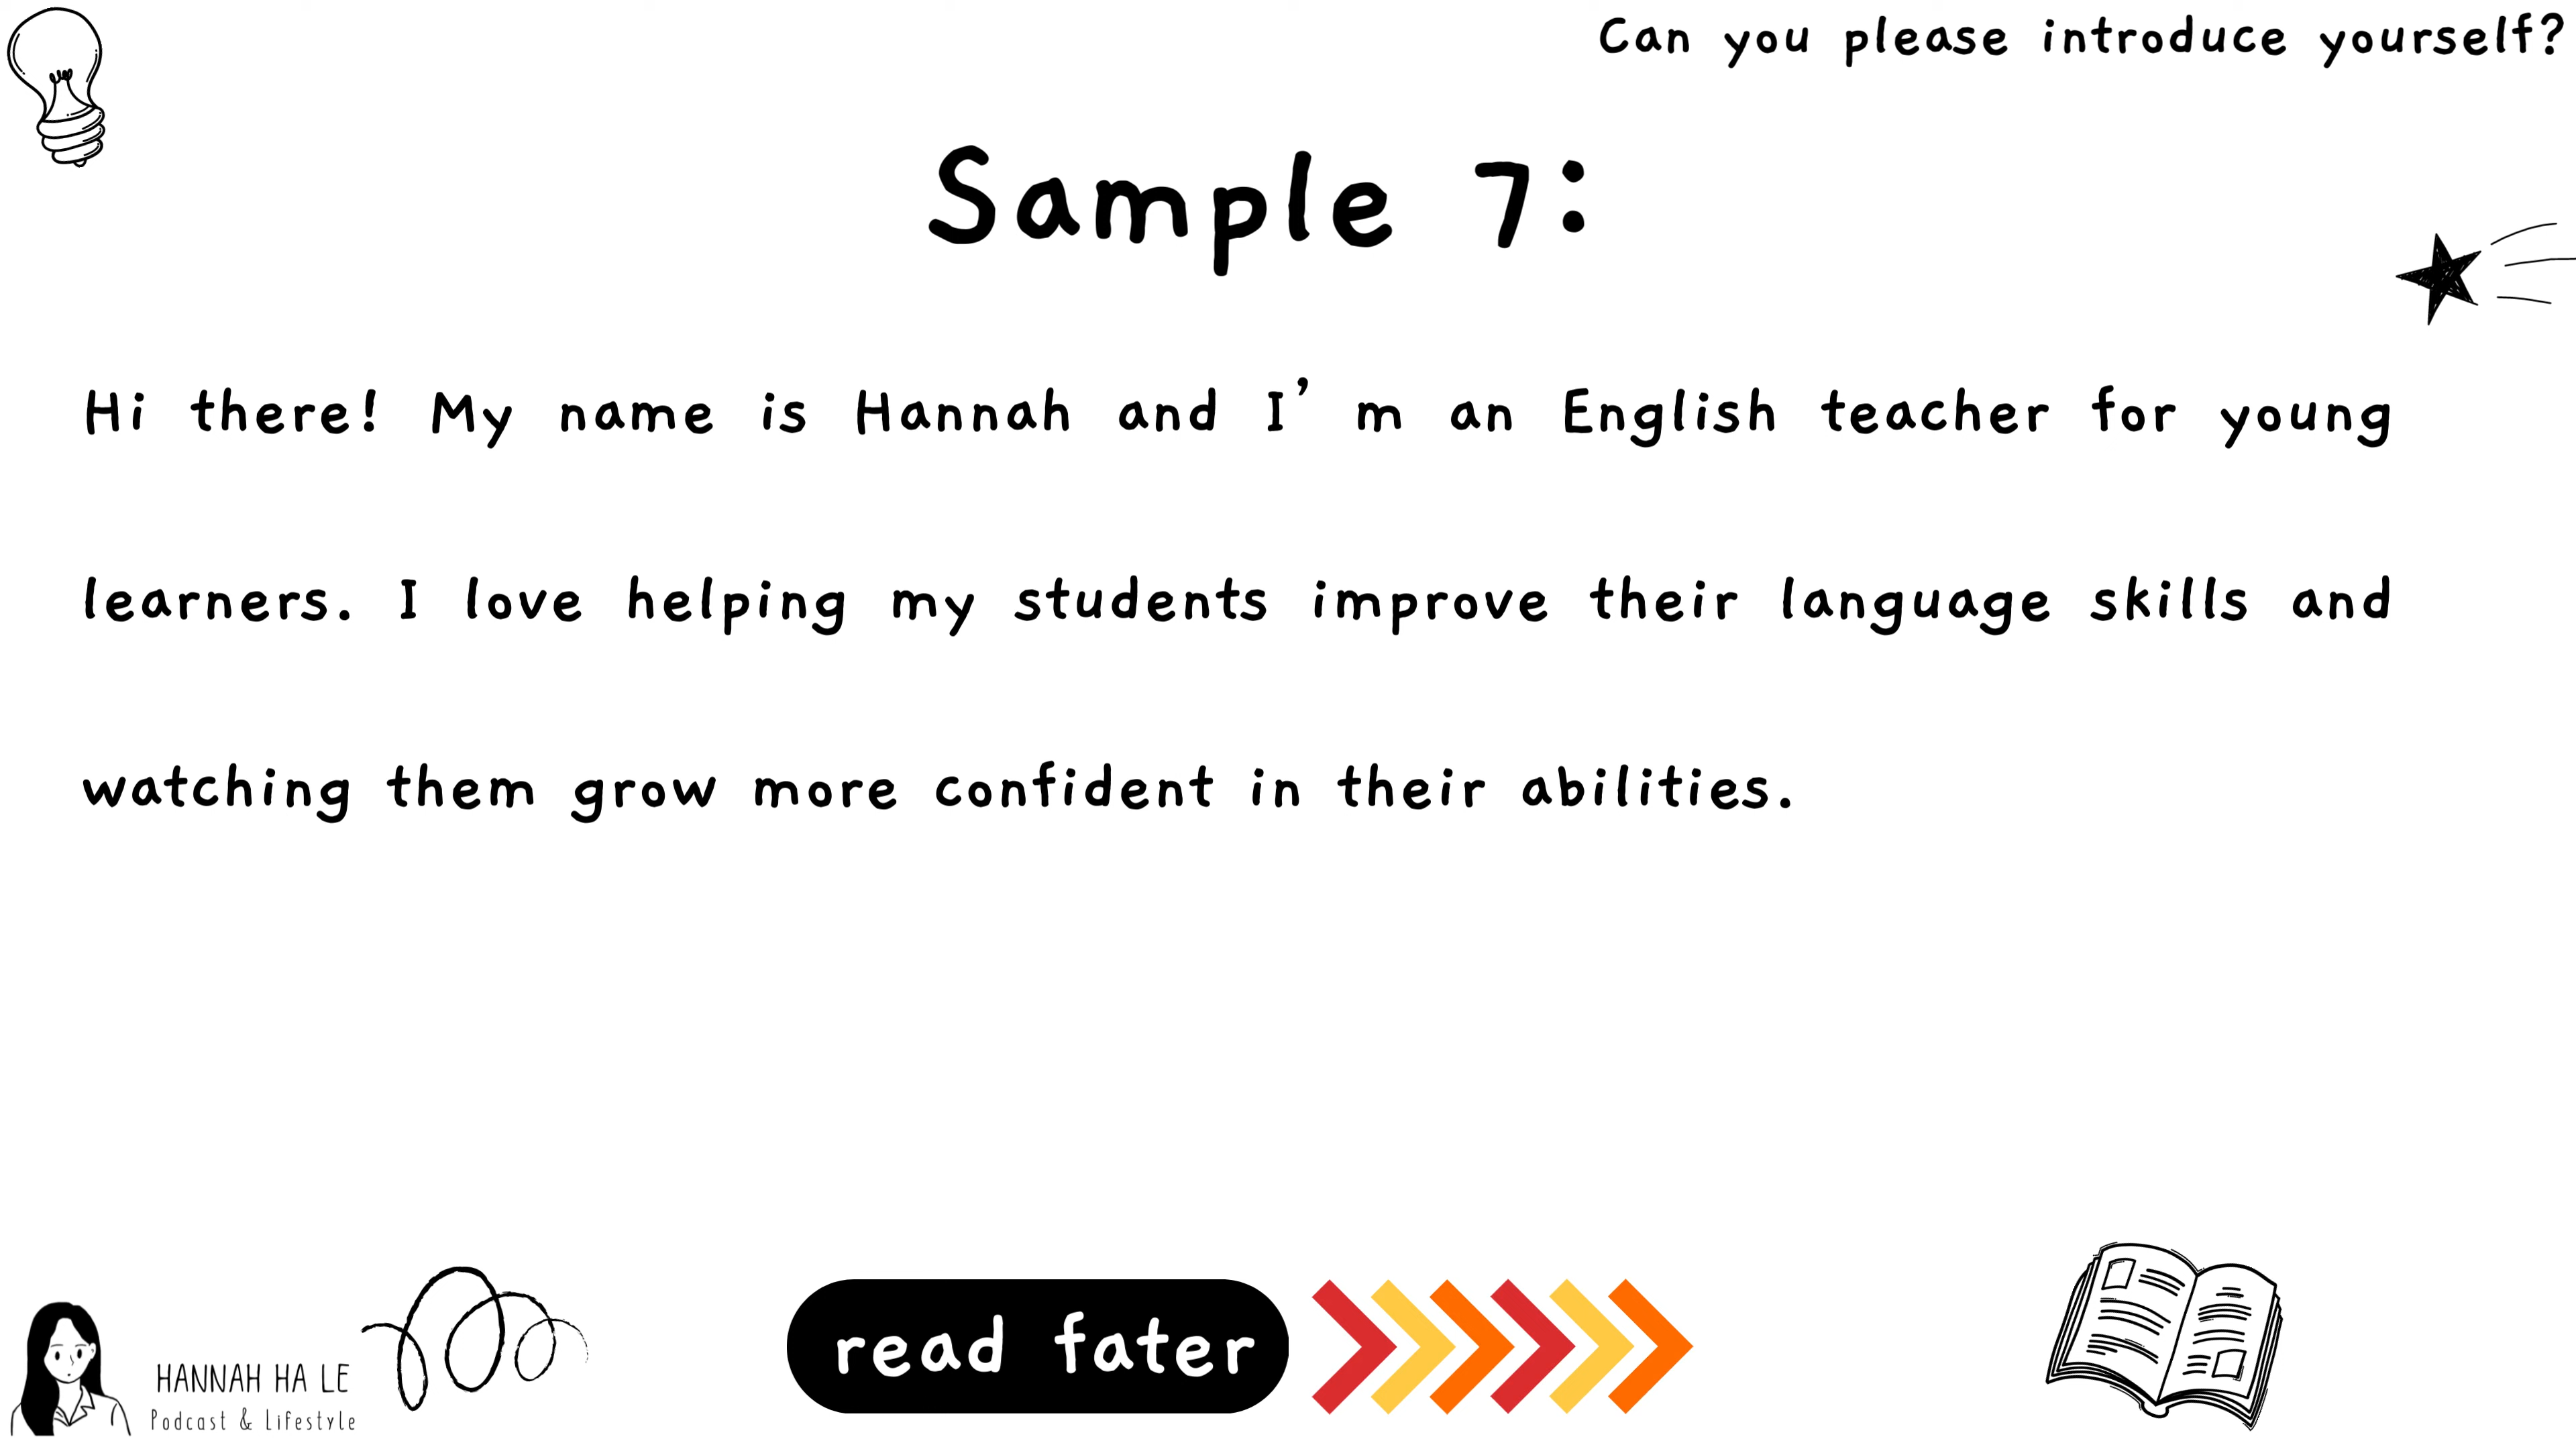 Can you please introduce yourself?
Sample 7:
Hi there! My name is Hannah and I’m an English teacher for young
learners. I love helping my students improve their language skills and
watching them grow more confident in their abilities.
read fater
HANNAH HA LE
Podcast & Lifestyle